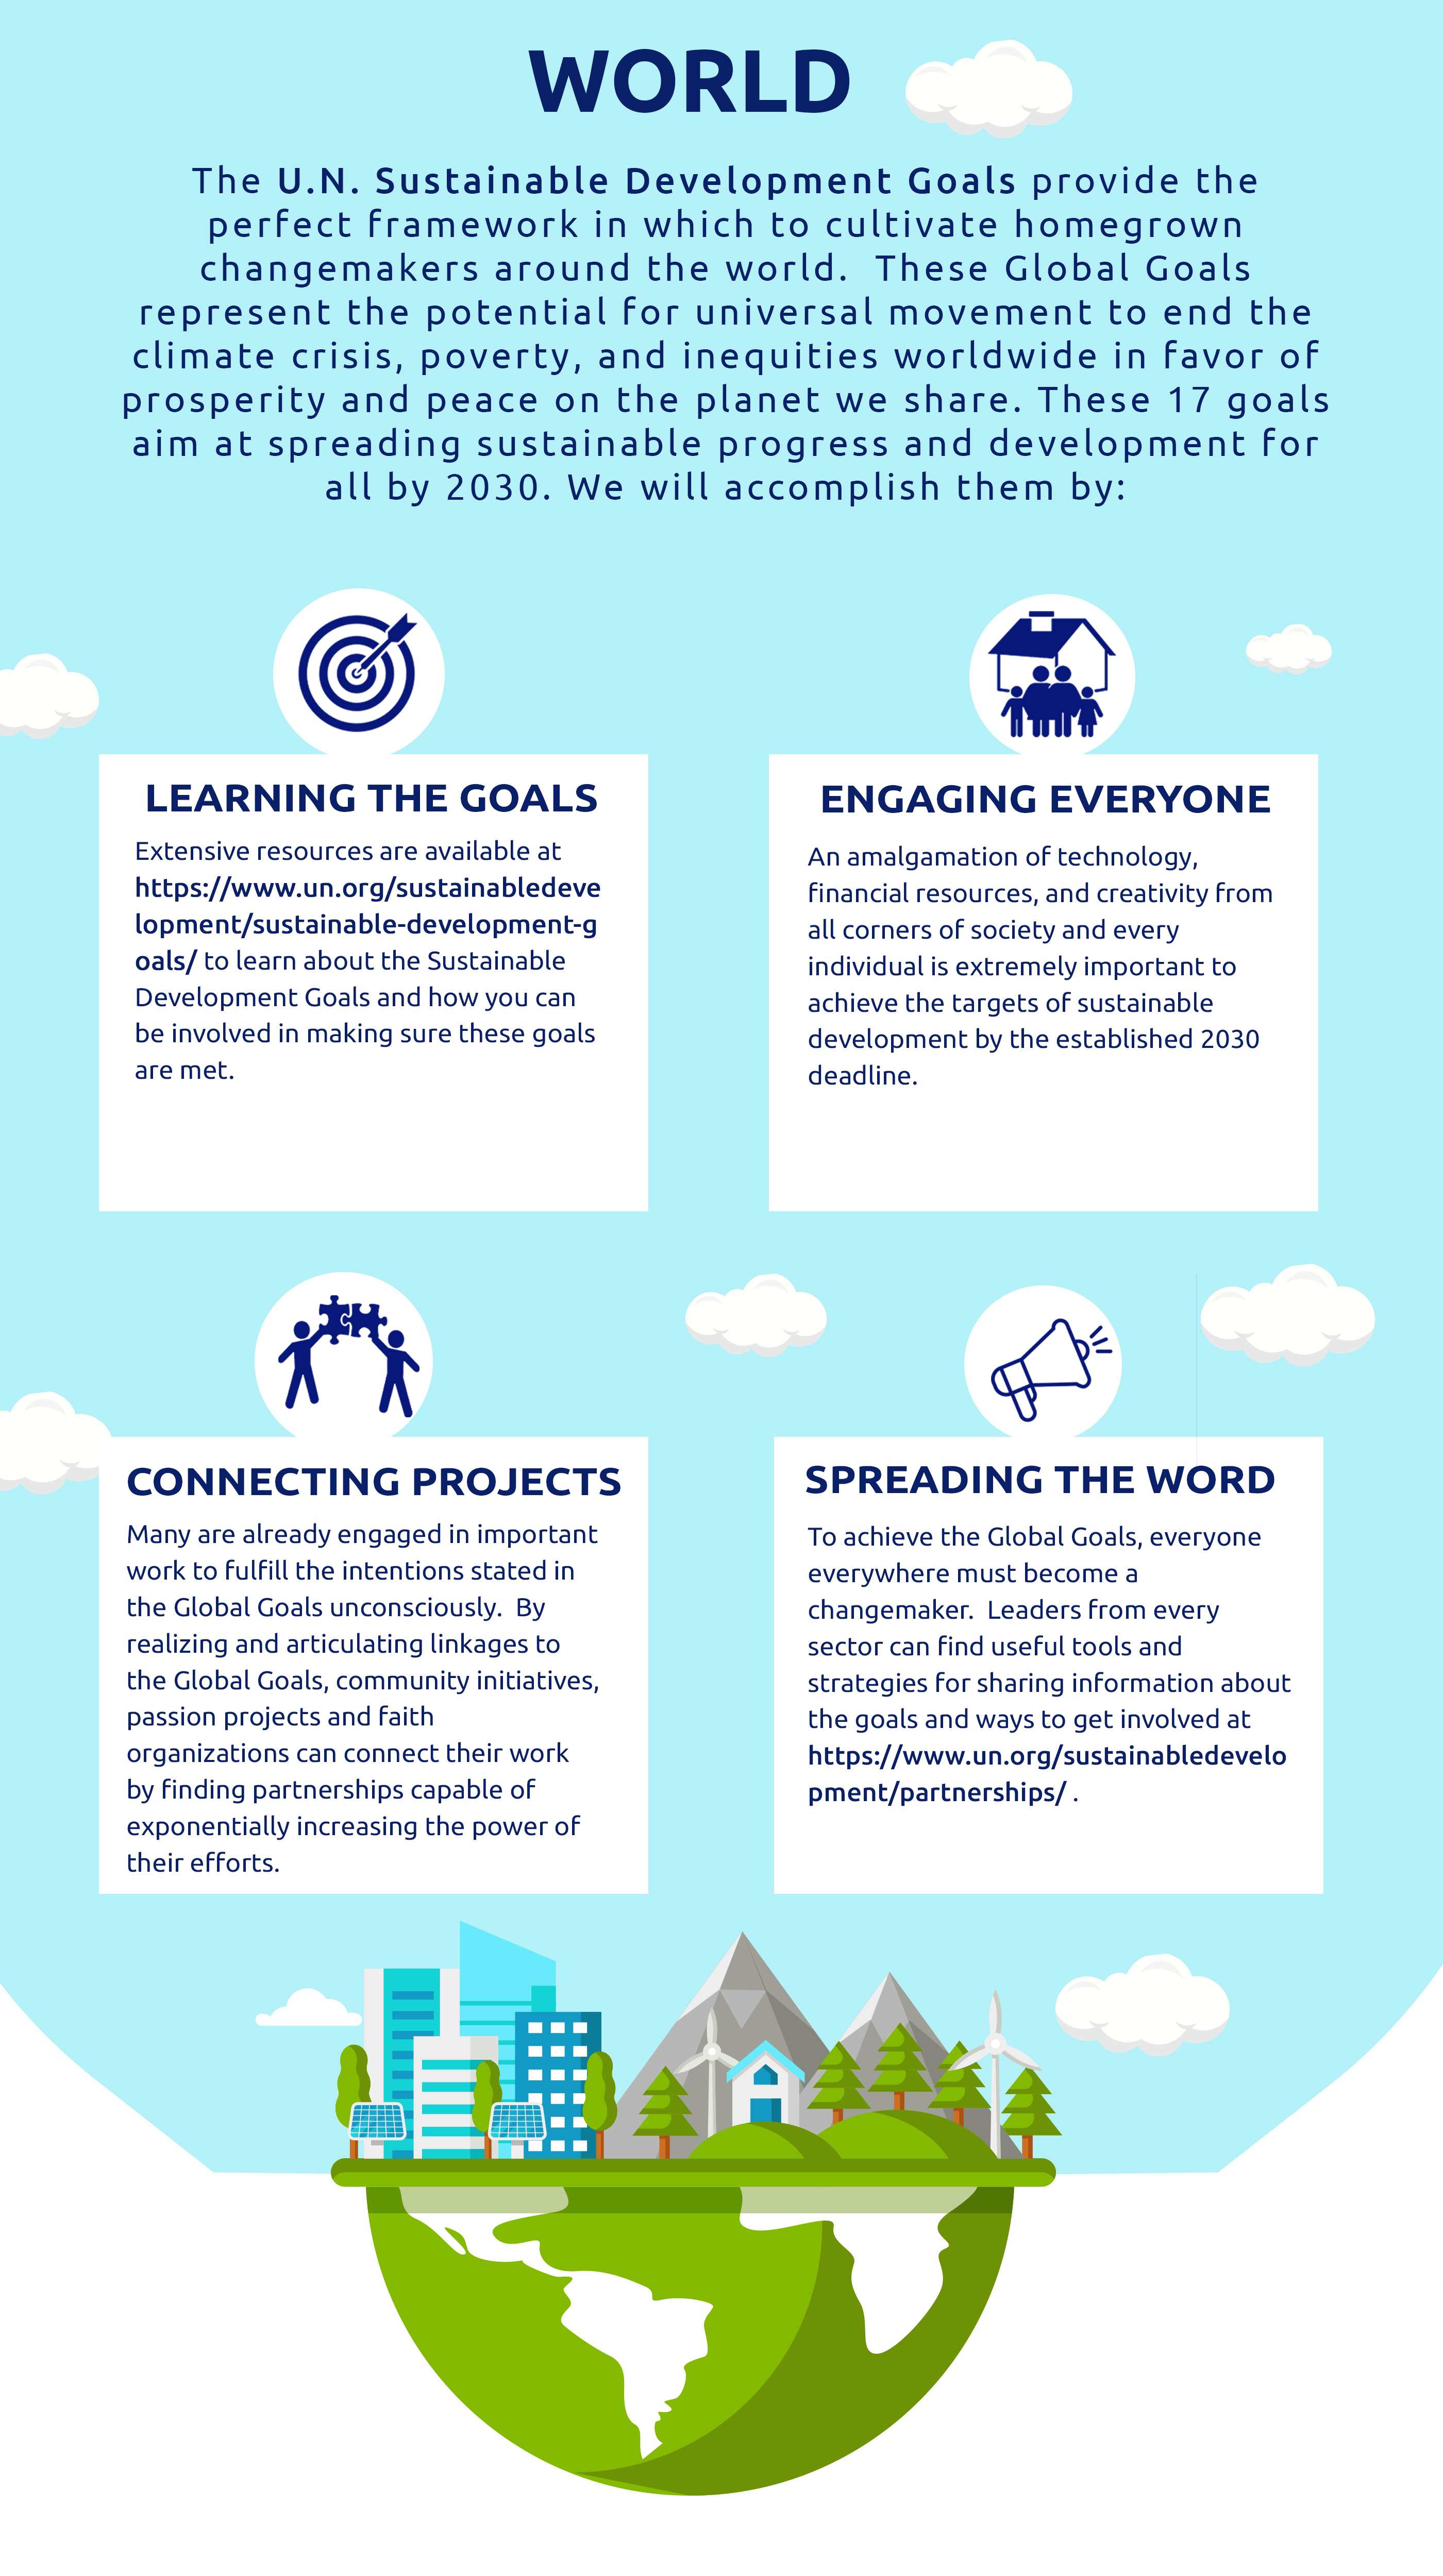 WORLD
The U.N. Sustainable Development Goals provide the
perfect framework in which to cultivate homegrown
changemakers around the world.  These Global Goals
represent the potential for universal movement to end the
climate crisis, poverty, and inequities worldwide in favor of
prosperity and peace on the planet we share. These 17 goals
aim at spreading sustainable progress and development for
all by 2030. We will accomplish them by:
LEARNING THE GOALS
Extensive resources are available at
https://www.un.org/sustainabledeve
lopment/sustainable-development-g
oals/ to learn about the Sustainable
Development Goals and how you can
be involved in making sure these goals
are met.
ENGAGING EVERYONE
An amalgamation of technology,
financial resources, and creativity from
all corners of society and every
individual is extremely important to
achieve the targets of sustainable
development by the established 2030
deadline.
CONNECTING PROJECTS
Many are already engaged in important
work to fulfill the intentions stated in
the Global Goals unconsciously.  By
realizing and articulating linkages to
the Global Goals, community initiatives,
passion projects and faith
organizations can connect their work
by finding partnerships capable of
exponentially increasing the power of
their efforts.
SPREADING THE WORD
To achieve the Global Goals, everyone
everywhere must become a
changemaker.  Leaders from every
sector can find useful tools and
strategies for sharing information about
the goals and ways to get involved at
https://www.un.org/sustainabledevelo
pment/partnerships/ .